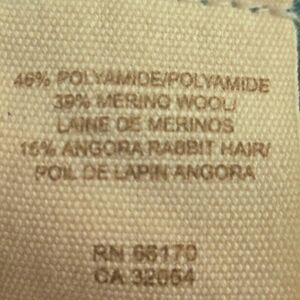 46% POLYAMIDE/POLYAMIDE
39% MERINO WOOL/
LAINE DE MERINOS
15% ANGORA RABBIT HAIR/
POIL DE LAPIN ANGORA
RN 66170
CA 32054